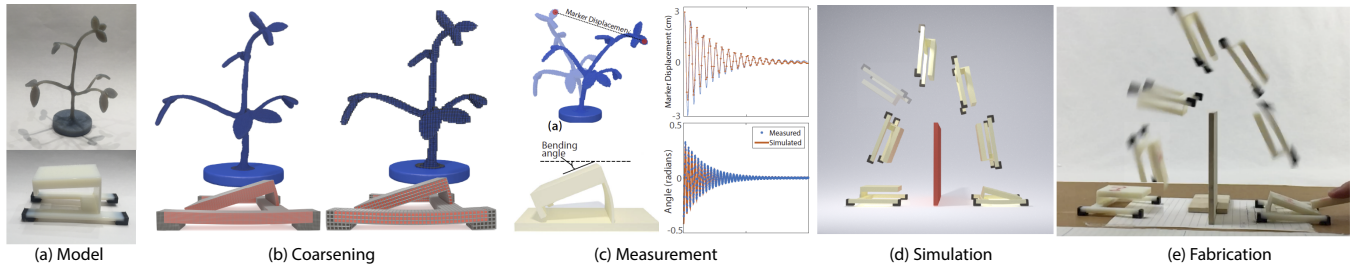 Marker Displacemen
(a)
Bending
angle
Marker Displacement (cm)
3
0
-3
Angle (radians)
0.5
0
-0.5
Measured
Simulated
(a) Model
(b) Coarsening
(c) Measurement
(d) Simulation
(e) Fabrication